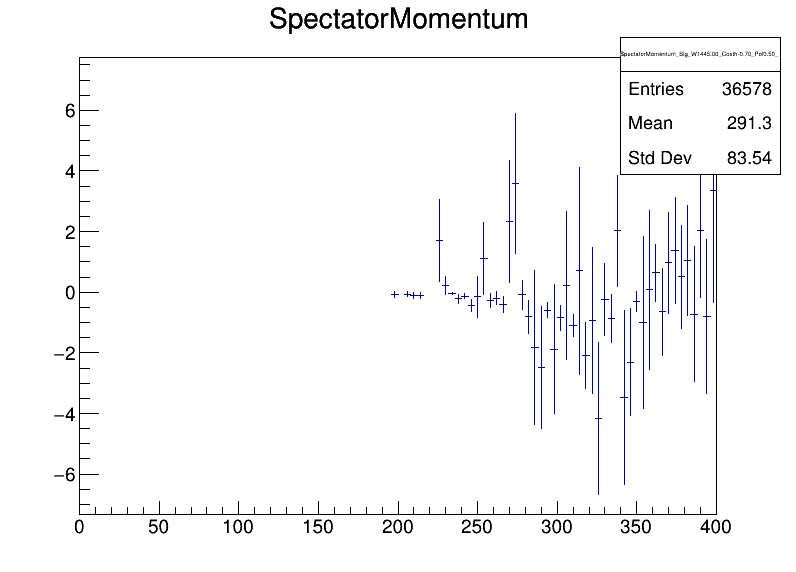 SpectatorMomentum
SpectatorMomentum_Sig_W1445.00_Costh-0.70_Pol0.50_
Entries 36578
Mean 291.3
Std Dev 83.54
6
4
2
0
−2
−4
−6
0 50 100 150 200 250 300 350 400